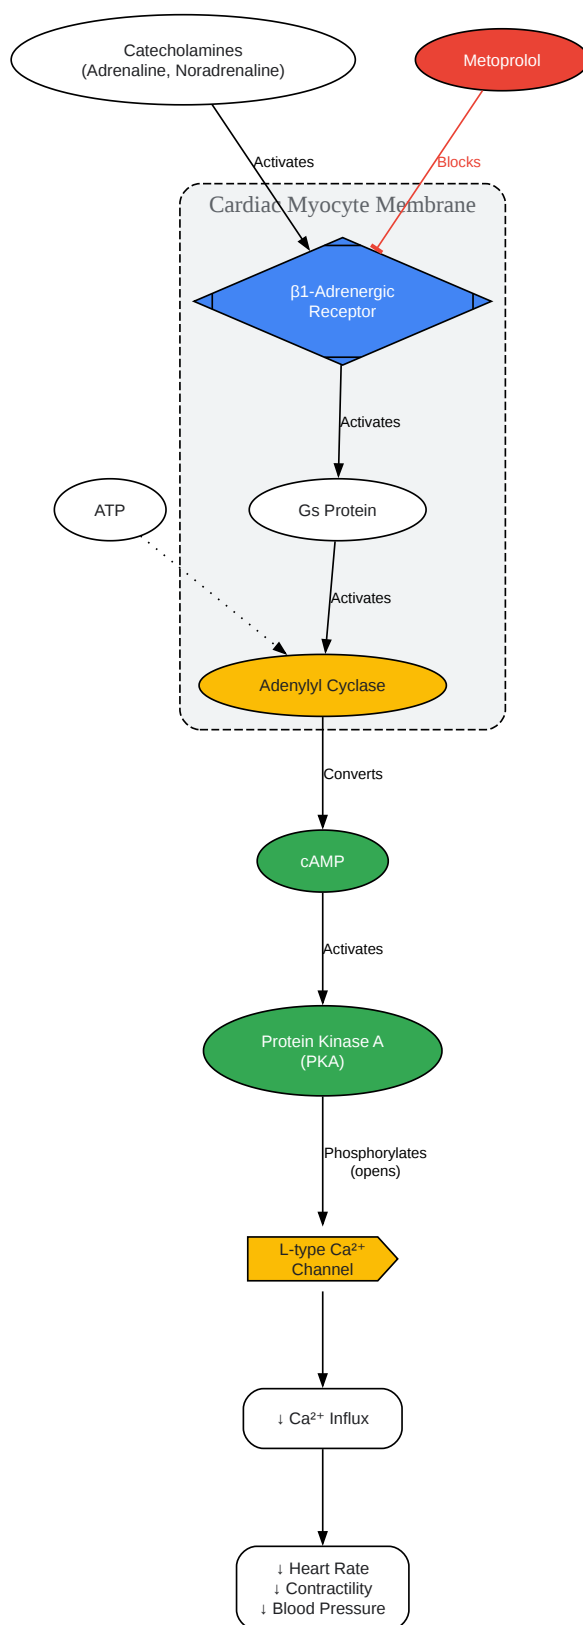 Catecholamines
(Adrenaline, Noradrenaline)
Metoprolol
Activates
Blocks
Cardiac Myocyte Membrane
β1-Adrenergic
Receptor
Activates
ATP
Gs Protein
Activates
Adenylyl Cyclase
Converts
cAMP
Activates
Protein Kinase A
(PKA)
Phosphorylates
(opens)
L-type Ca²⁺
Channel
↓ Ca²⁺ Influx
↓ Heart Rate
↓ Contractility
↓ Blood Pressure